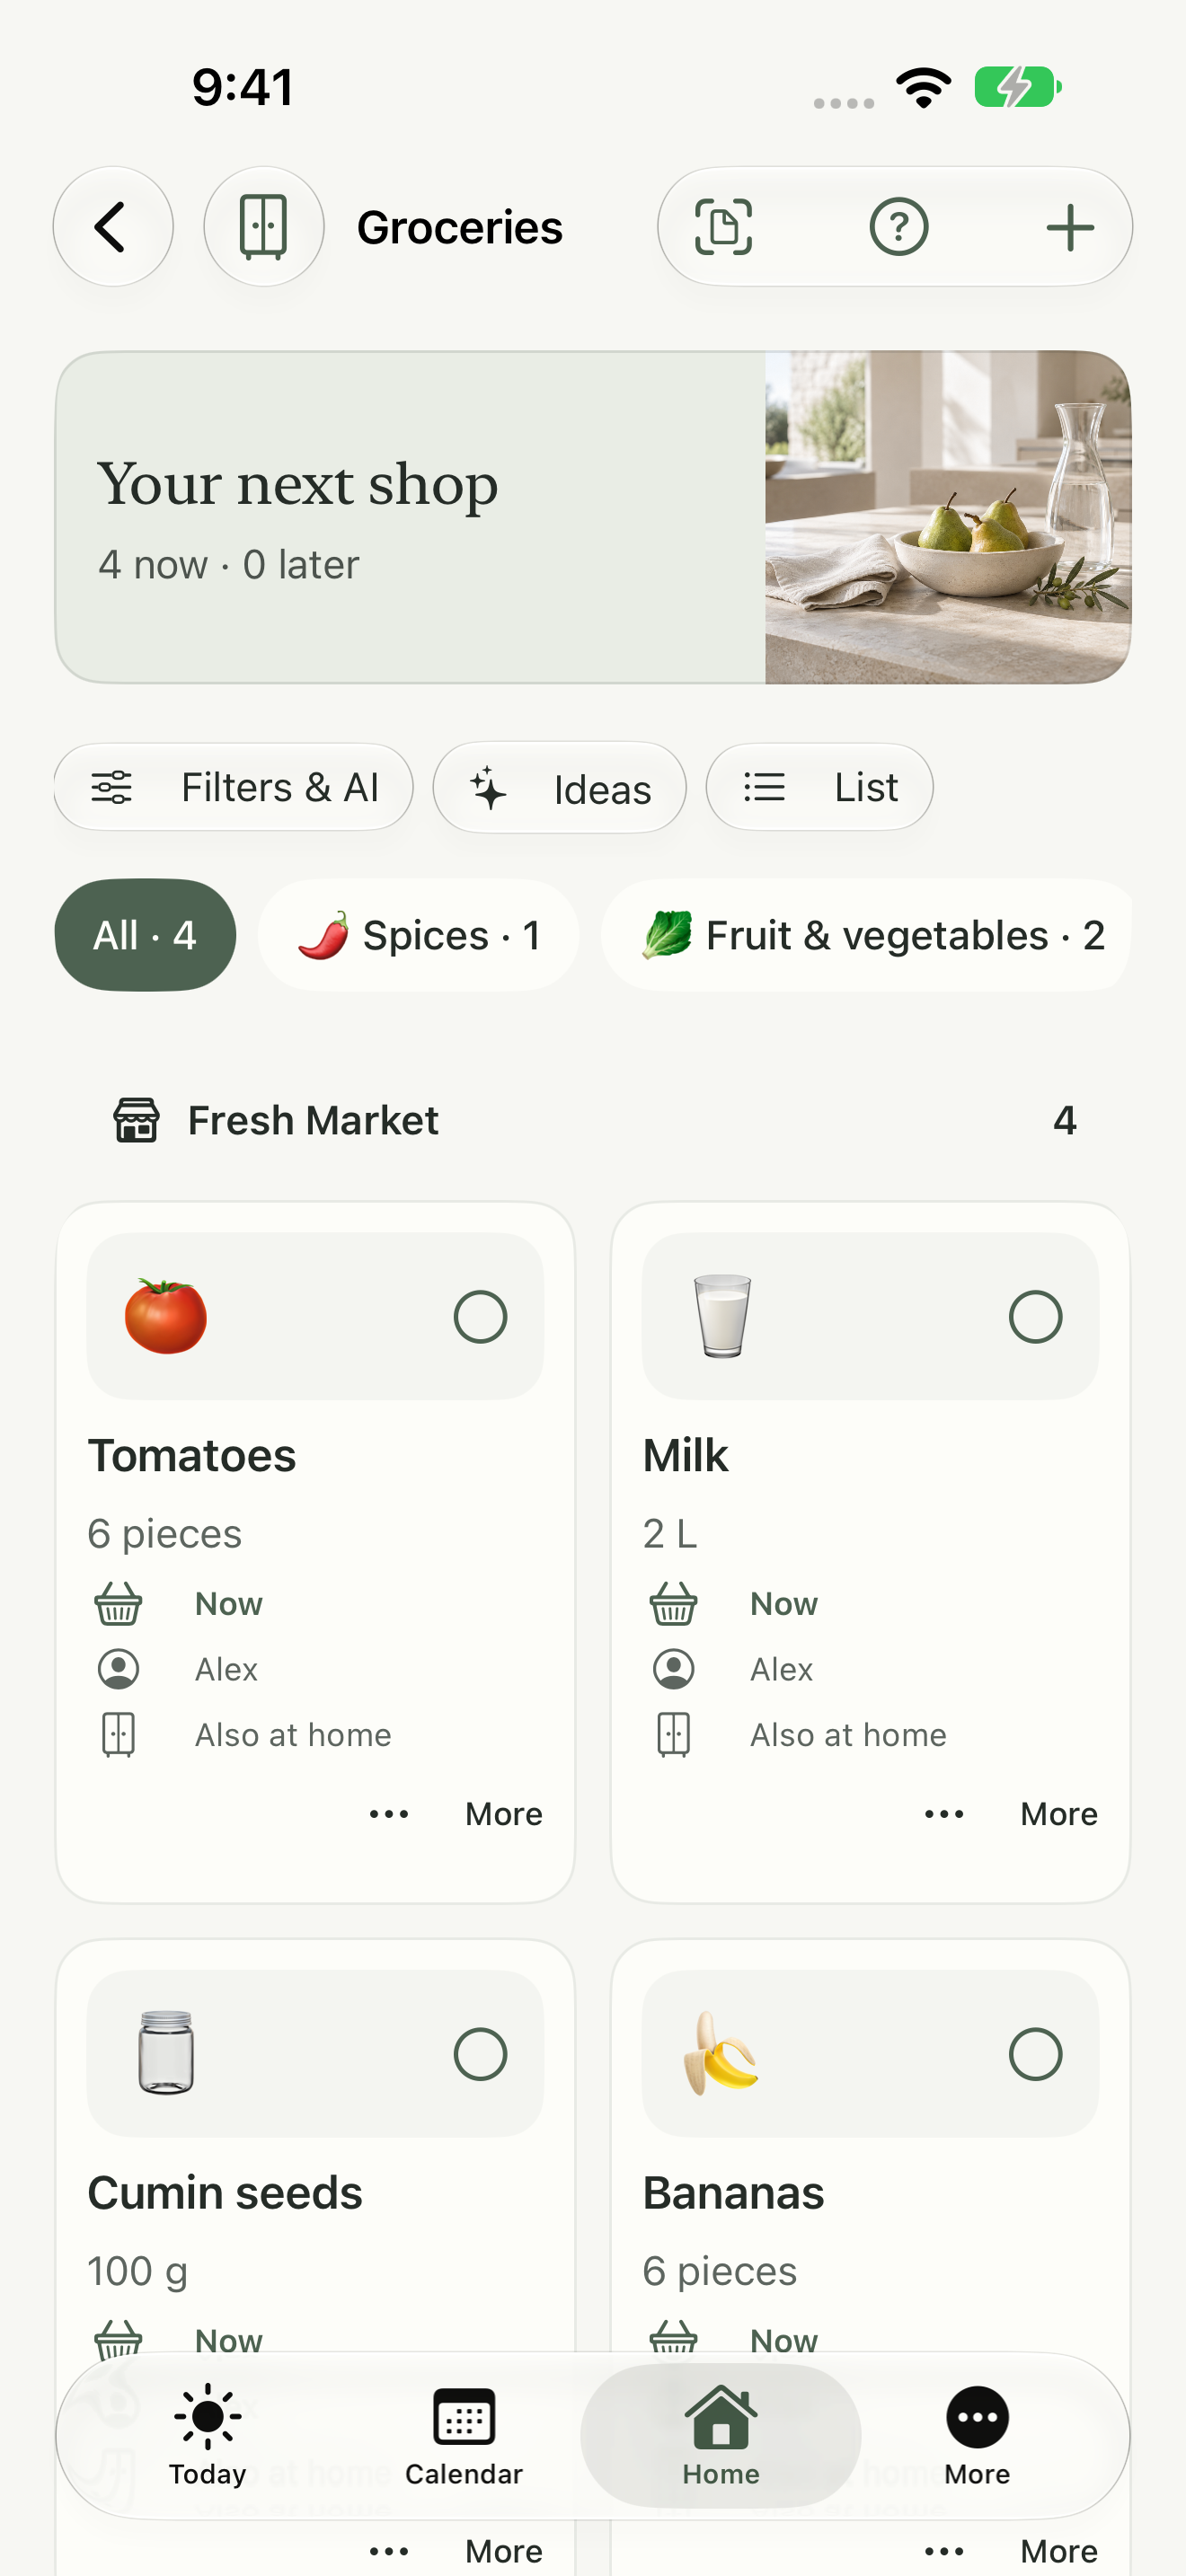 9:41
Groceries
Your next shop
4 now · 0 later
Filters & AI
Ideas
List
All · 4
Spices · 1
Fruit & vegetables · 2
Fresh Market
4
Tomatoes
6 pieces
Now
Alex
Also at home
More
Milk
2 L
Now
Alex
Also at home
More
Cumin seeds
100 g
Now
Bananas
6 pieces
Now
Today
Calendar
Home
More
More
More